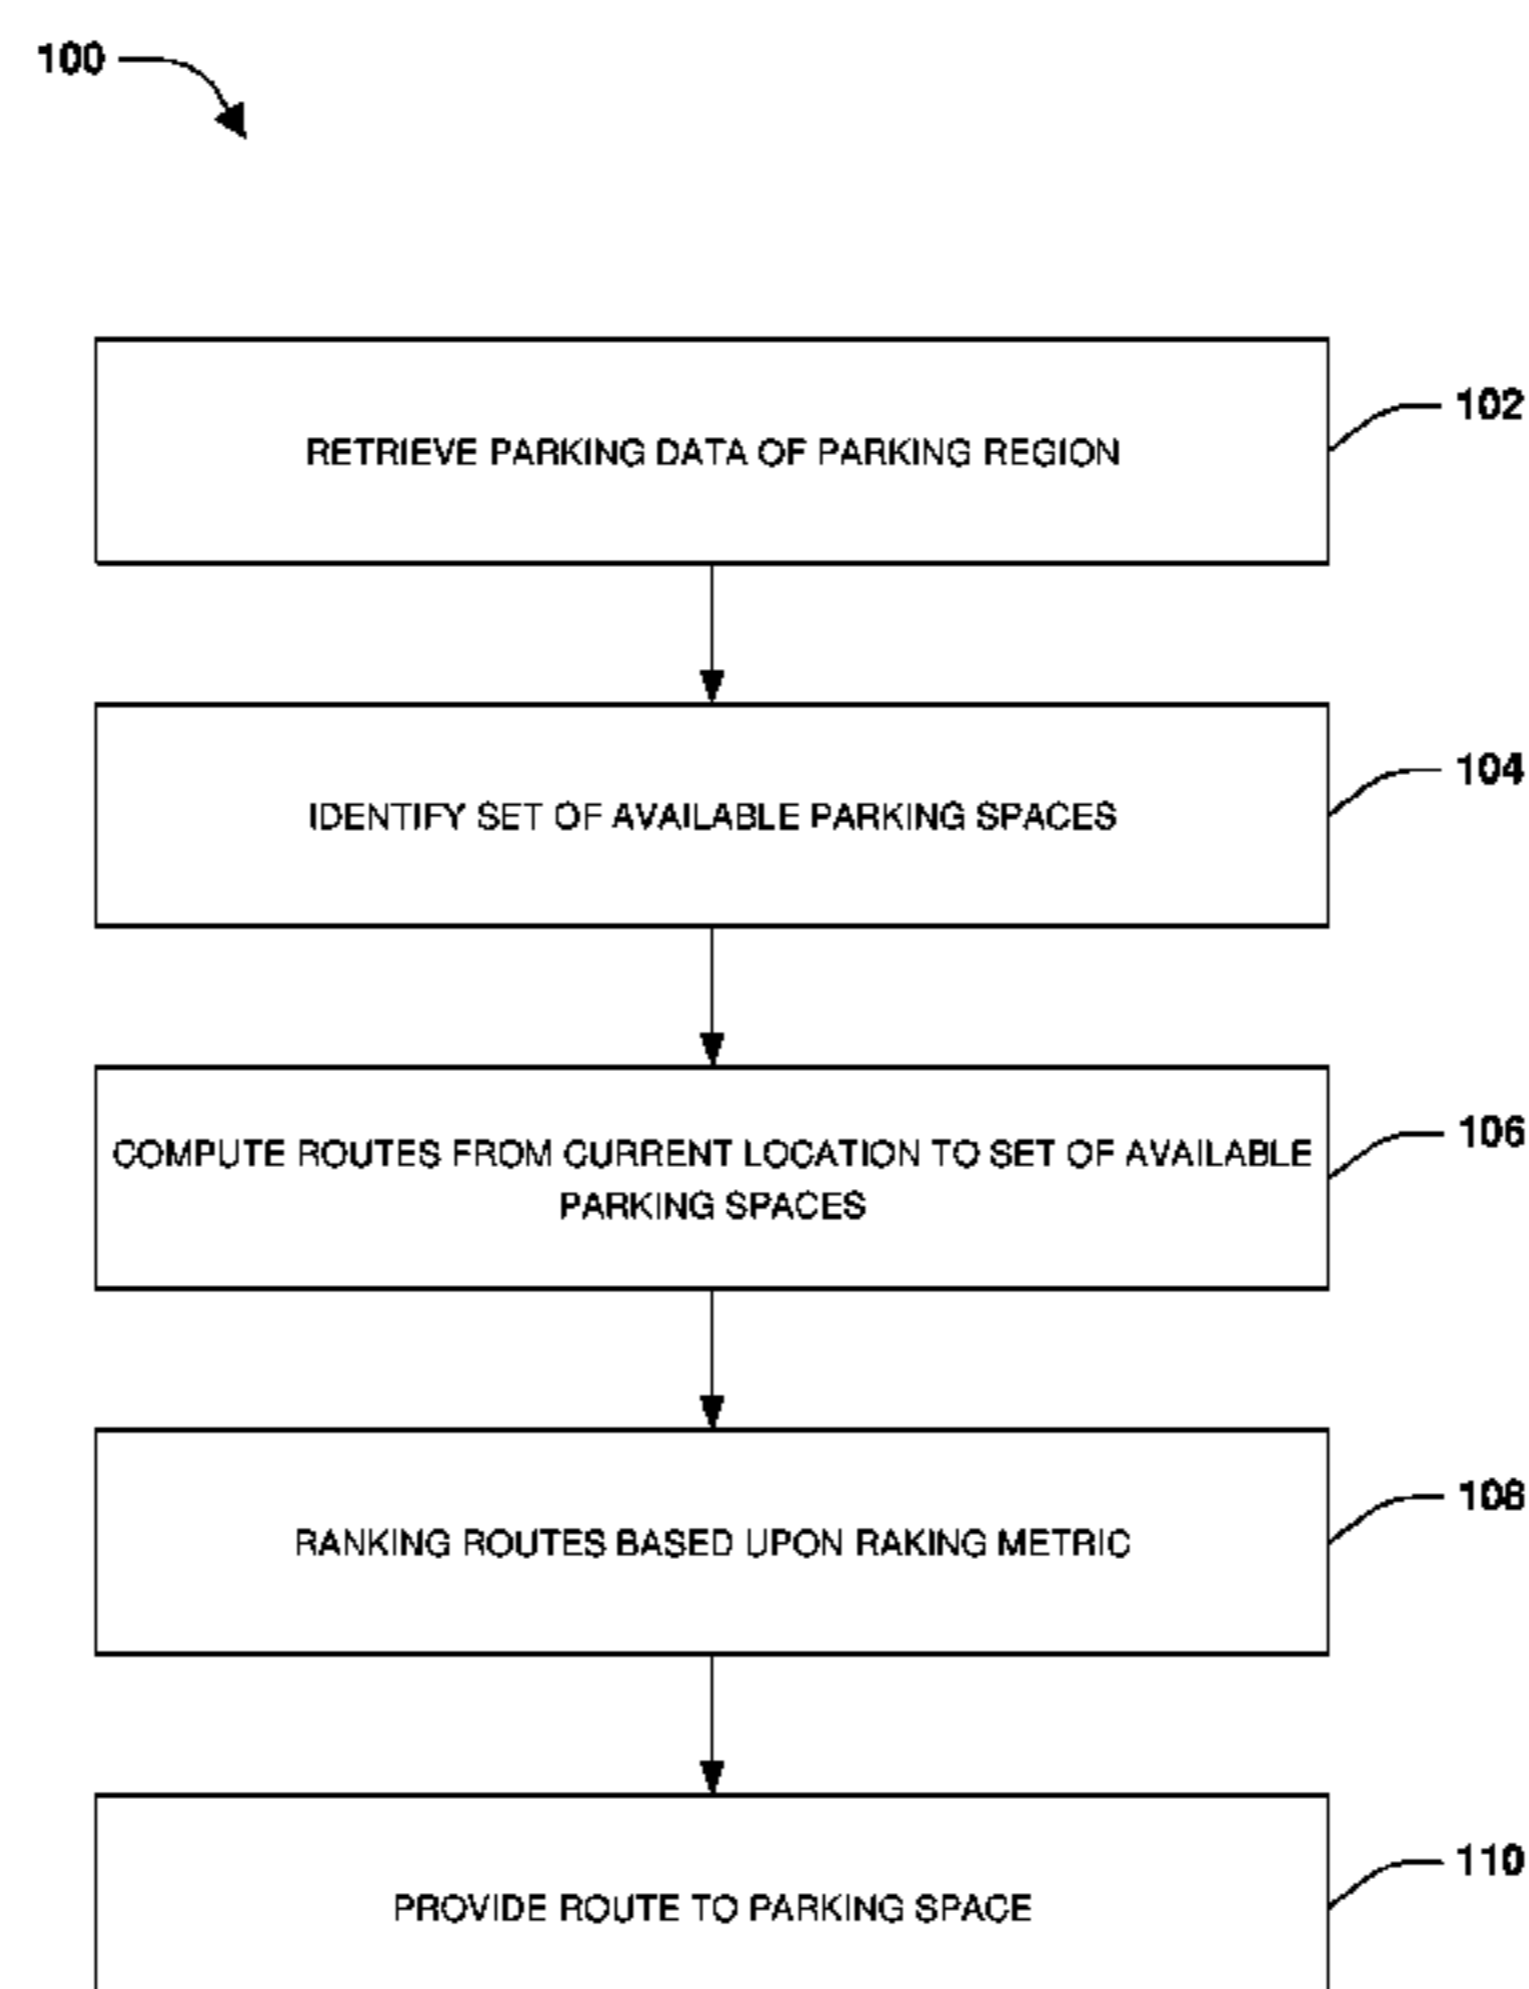 100
RETRIEVE PARKING DATA OF PARKING REGION
102
IDENTIFY SET OF AVAILABLE PARKING SPACES
104
COMPUTE ROUTES FROM CURRENT LOCATION TO SET OF AVAILABLE
PARKING SPACES
106
RANKING ROUTES BASED UPON RAKING METRIC
108
PROVIDE ROUTE TO PARKING SPACE
110